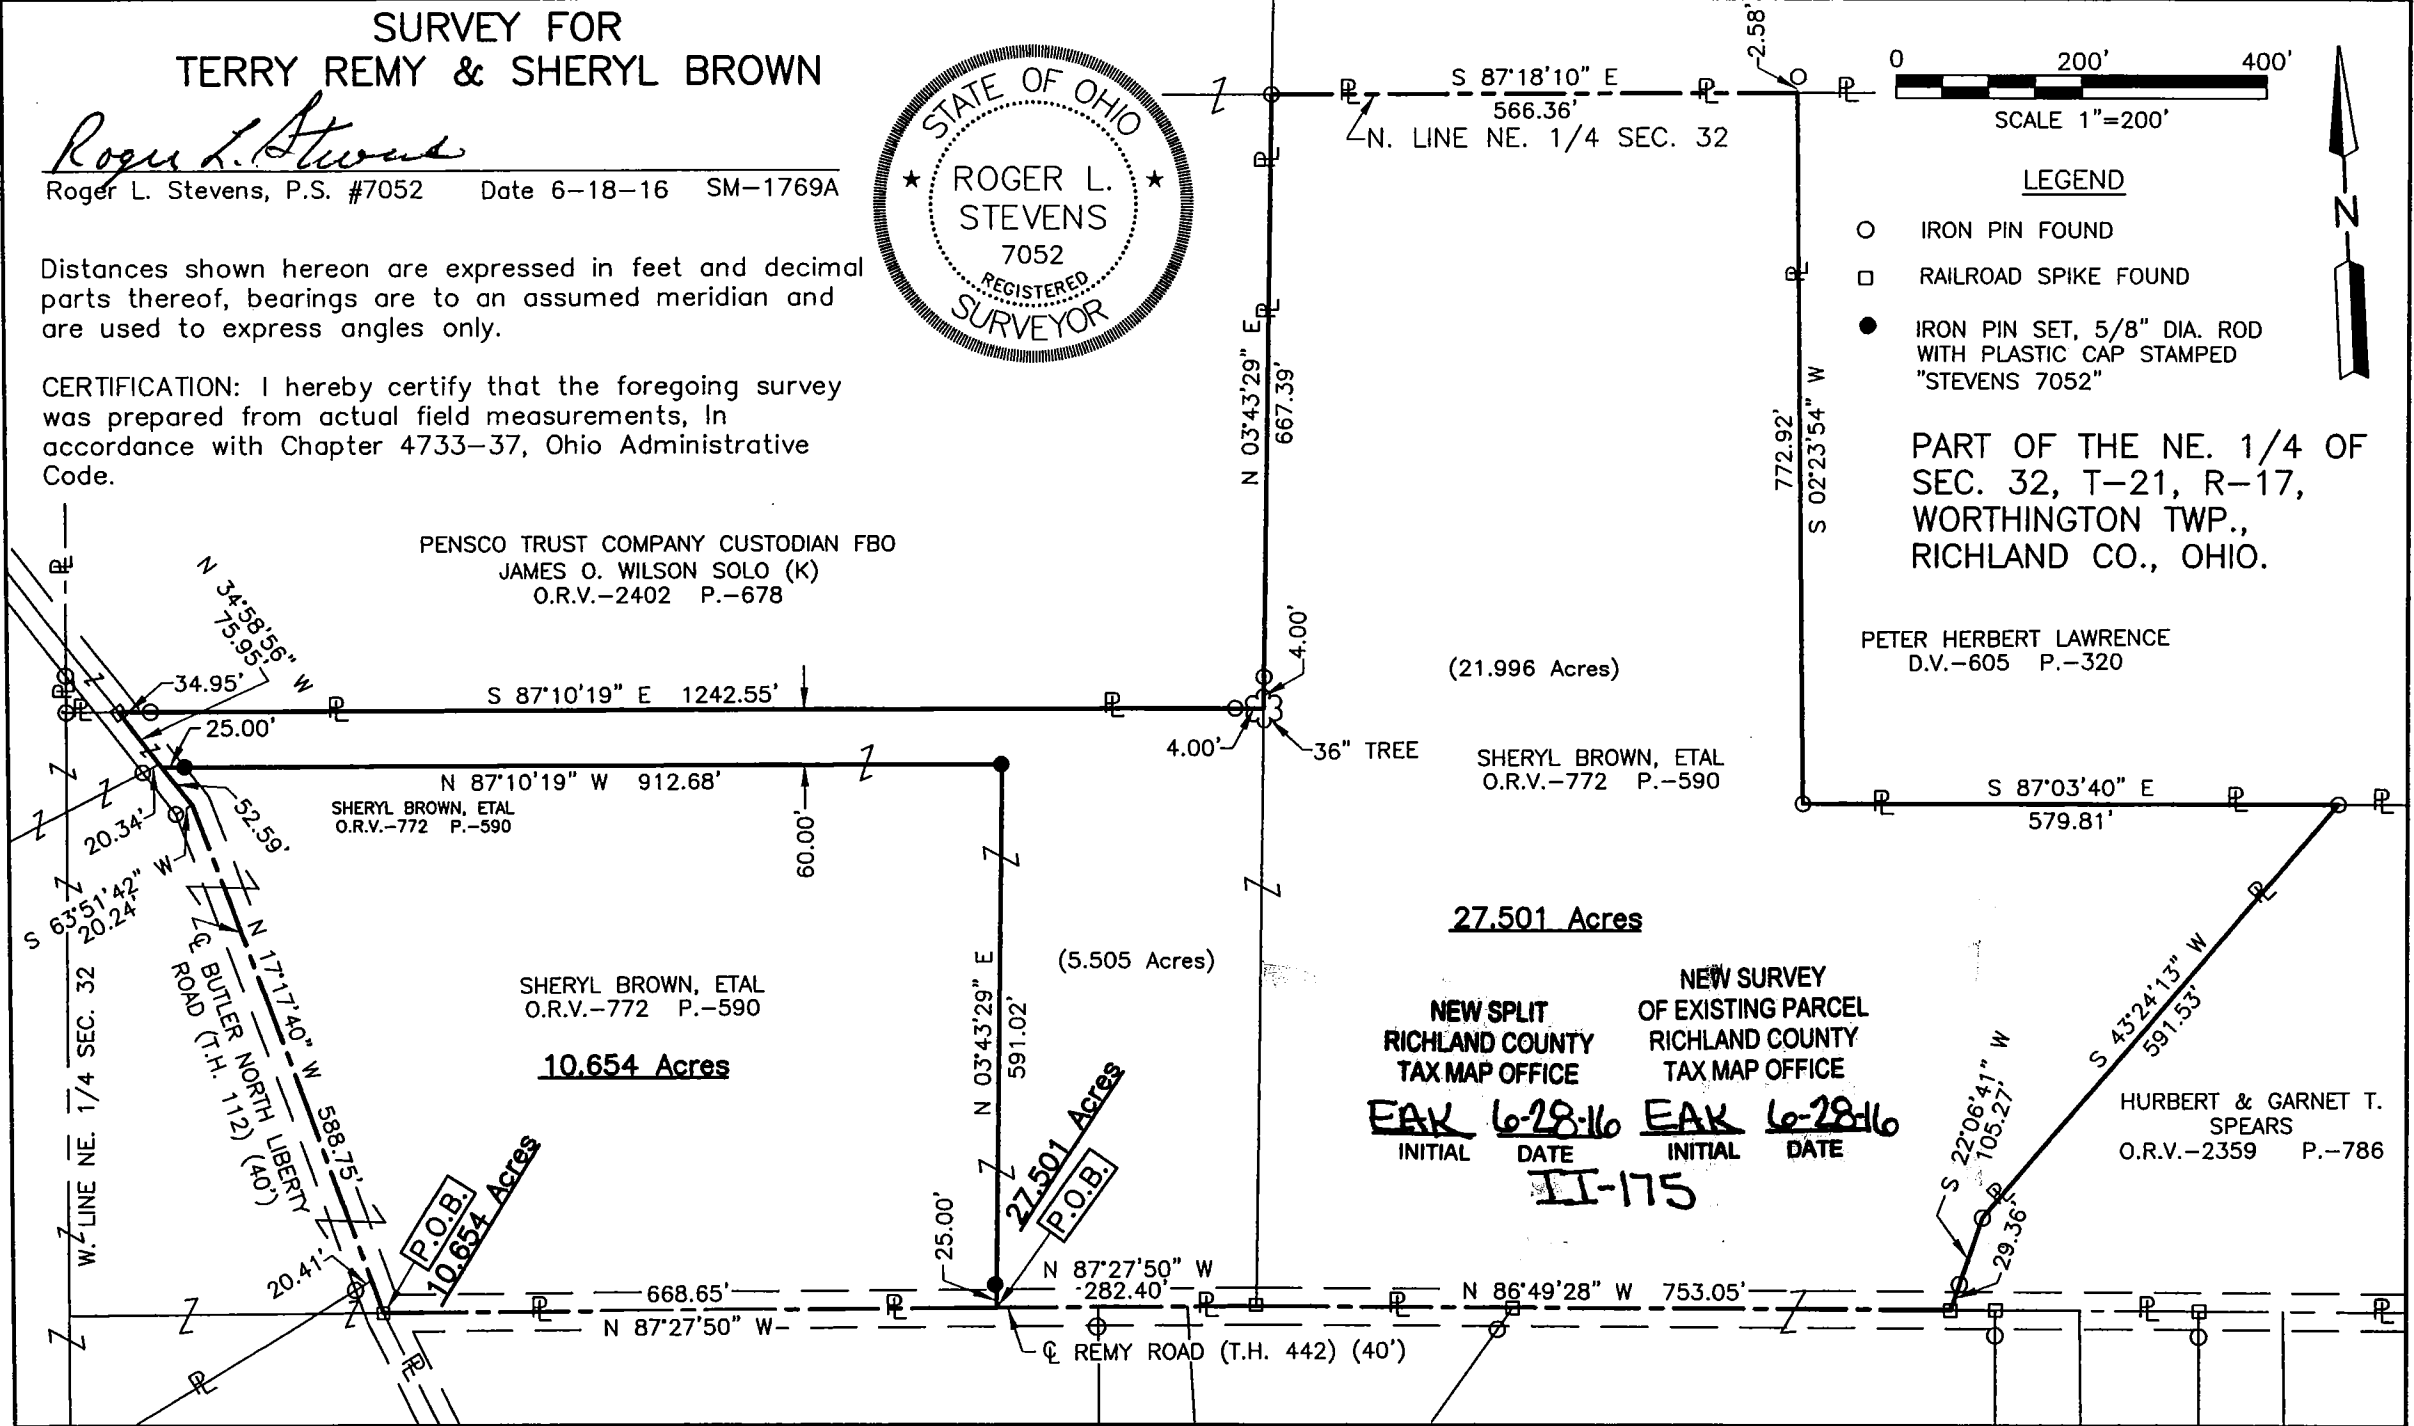 SURVEY FOR
TERRY REMY & SHERYL BROWN
Roger L. Stevens
Roger L. Stevens, P.S. #7052 Date 6-18-16 SM-1769A
Distances shown hereon are expressed in feet and decimal
parts thereof, bearings are to an assumed meridian and
are used to express angles only.
CERTIFICATION: I hereby certify that the foregoing survey
was prepared from actual field measurements, In
accordance with Chapter 4733-37, Ohio Administrative
Code.
STATE OF OHIO
★ ROGER L. ★
STEVENS
7052
REGISTERED
SURVEYOR
S 87°18'10" E
566.36'
N. LINE NE. 1/4 SEC. 32
2.58'
0 200' 400'
SCALE 1"=200'
N
LEGEND
IRON PIN FOUND
RAILROAD SPIKE FOUND
IRON PIN SET, 5/8" DIA. ROD
WITH PLASTIC CAP STAMPED
"STEVENS 7052"
PART OF THE NE. 1/4 OF
SEC. 32, T-21, R-17,
WORTHINGTON TWP.,
RICHLAND CO., OHIO.
N 03°43'29" E
667.39'
772.92'
S 02°23'54" W
PENSCO TRUST COMPANY CUSTODIAN FBO
JAMES O. WILSON SOLO (K)
O.R.V.-2402 P.-678
PETER HERBERT LAWRENCE
D.V.-605 P.-320
N 34°58'56" W
75.95'
34.95'
S 87°10'19" E 1242.55'
4.00'
(21.996 Acres)
25.00'
4.00'
36" TREE
N 87°10'19" W 912.68'
SHERYL BROWN, ETAL
O.R.V.-772 P.-590
SHERYL BROWN, ETAL
O.R.V.-772 P.-590
S 87°03'40" E
579.81'
20.34'
52.59'
60.00'
S 63°51'42" W
20.24'
27.501 Acres
N 17°17'40" W 588.75'
℄ BUTLER NORTH LIBERTY
ROAD (T.H. 112) (40')
W. LINE NE. 1/4 SEC. 32
SHERYL BROWN, ETAL
O.R.V.-772 P.-590
10.654 Acres
N 03°43'29" E
591.02'
(5.505 Acres)
NEW SPLIT
RICHLAND COUNTY
TAX MAP OFFICE
EAK 6-28-16
INITIAL DATE
NEW SURVEY
OF EXISTING PARCEL
RICHLAND COUNTY
TAX MAP OFFICE
EAK 6-28-16
INITIAL DATE
II-175
S 43°24'13" W
591.53'
S 22°06'41" W
105.27'
29.36'
HURBERT & GARNET T.
SPEARS
O.R.V.-2359 P.-786
P.O.B.
10.654 Acres
27.501 Acres
P.O.B.
25.00'
20.41'
668.65'
N 87°27'50" W
N 87°27'50" W
282.40'
N 86°49'28" W 753.05'
℄ REMY ROAD (T.H. 442) (40')